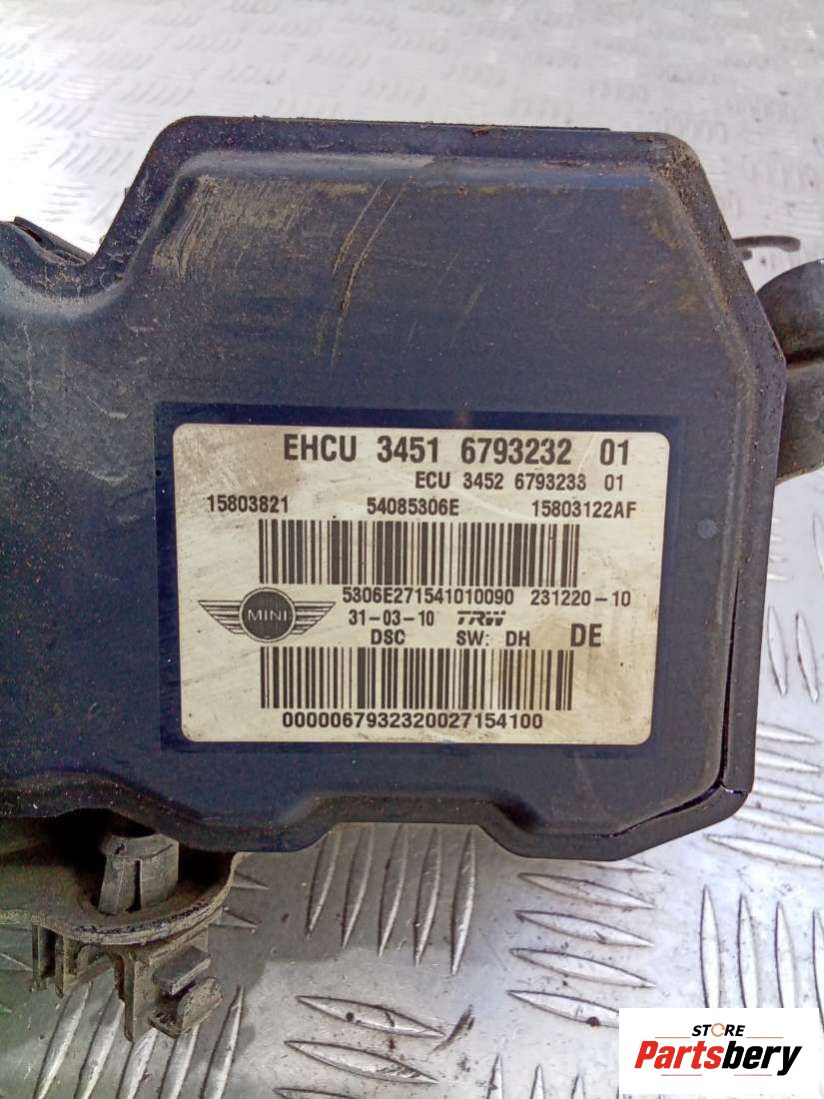 EHCU 3451 6793232 01
ECU 3452 6793233 01
15803821 54085306E 15803122AF
5306E271541010090 231220-10
MINI 31-03-10 TRW
DSC SW: DH DE
0000067932320027154100
STORE
Partsbery